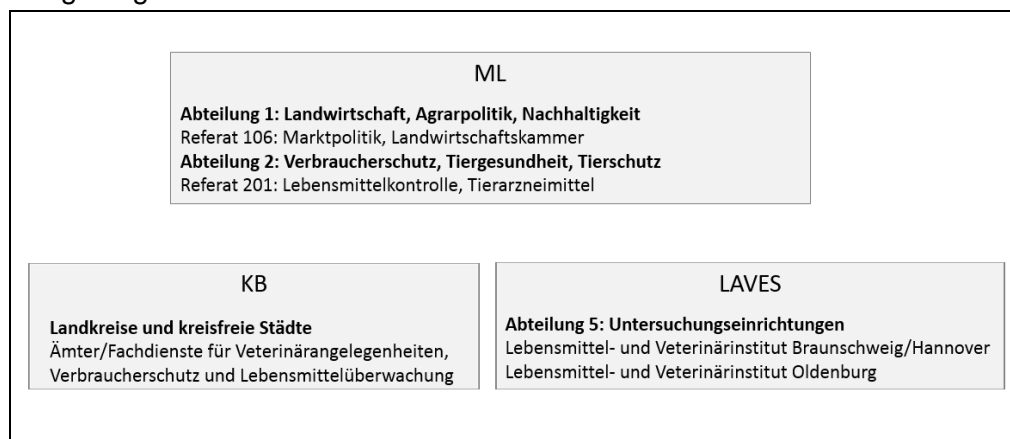 ML
Abteilung 1: Landwirtschaft, Agrarpolitik, Nachhaltigkeit
Referat 106: Marktpolitik, Landwirtschaftskammer
Abteilung 2: Verbraucherschutz, Tiergesundheit, Tierschutz
Referat 201: Lebensmittelkontrolle, Tierarzneimittel
KB
Landkreise und kreisfreie Städte
Ämter/Fachdienste für Veterinärangelegenheiten,
Verbraucherschutz und Lebensmittelüberwachung
LAVES
Abteilung 5: Untersuchungseinrichtungen
Lebensmittel- und Veterinärinstitut Braunschweig/Hannover
Lebensmittel- und Veterinärinstitut Oldenburg